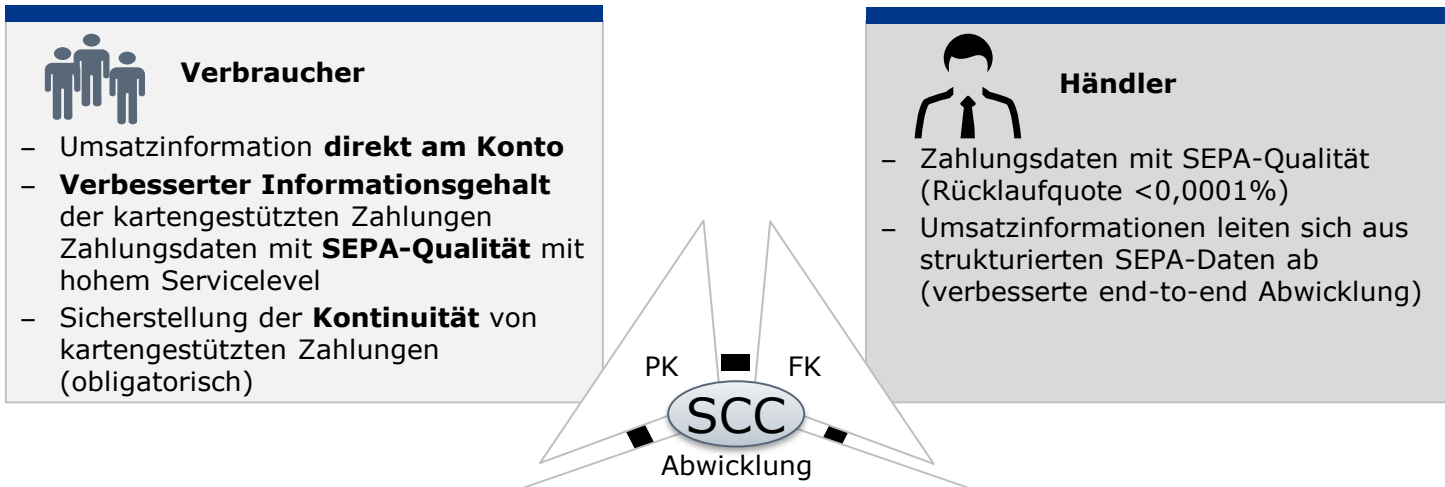 Verbraucher
– Umsatzinformation direkt am Konto
– Verbesserter Informationsgehalt
der kartengestützten Zahlungen
Zahlungsdaten mit SEPA-Qualität mit
hohem Servicelevel
– Sicherstellung der Kontinuität von
kartengestützten Zahlungen
(obligatorisch)
Händler
– Zahlungsdaten mit SEPA-Qualität
(Rücklaufquote <0,0001%)
– Umsatzinformationen leiten sich aus
strukturierten SEPA-Daten ab
(verbesserte end-to-end Abwicklung)
PK
FK
SCC
Abwicklung